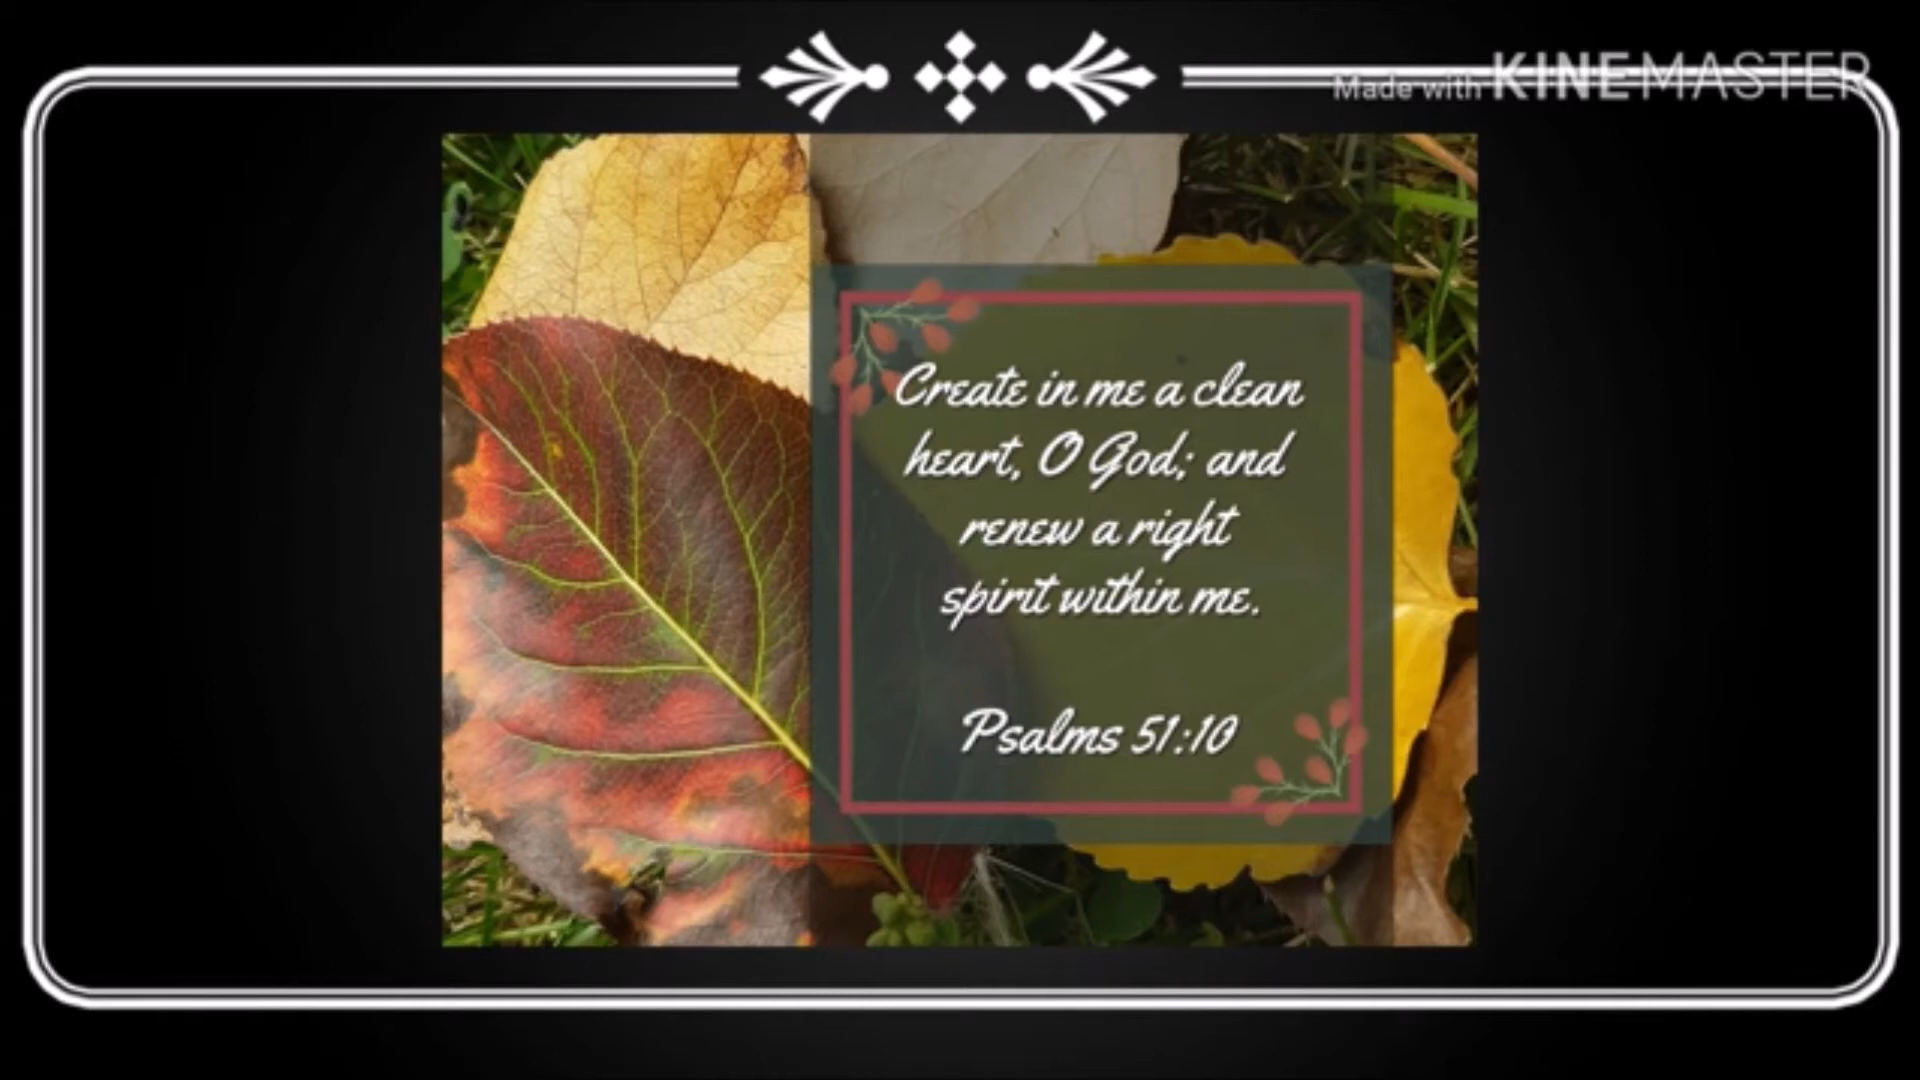 Made with KINEMASTER
Create in me a clean
heart, O God; and
renew a right
spirit within me.
Psalms 51:10